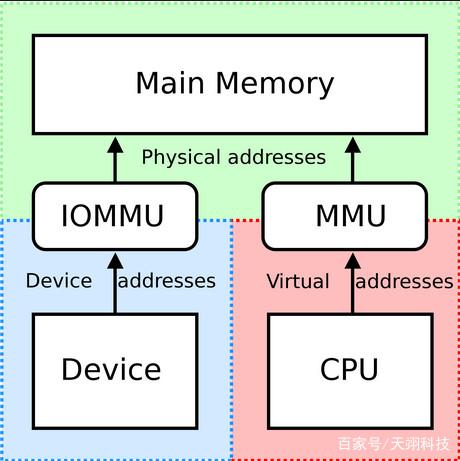 Main Memory
Physical addresses
IOMMU
MMU
Device addresses
Virtual addresses
Device
CPU
百家号/天翊科技